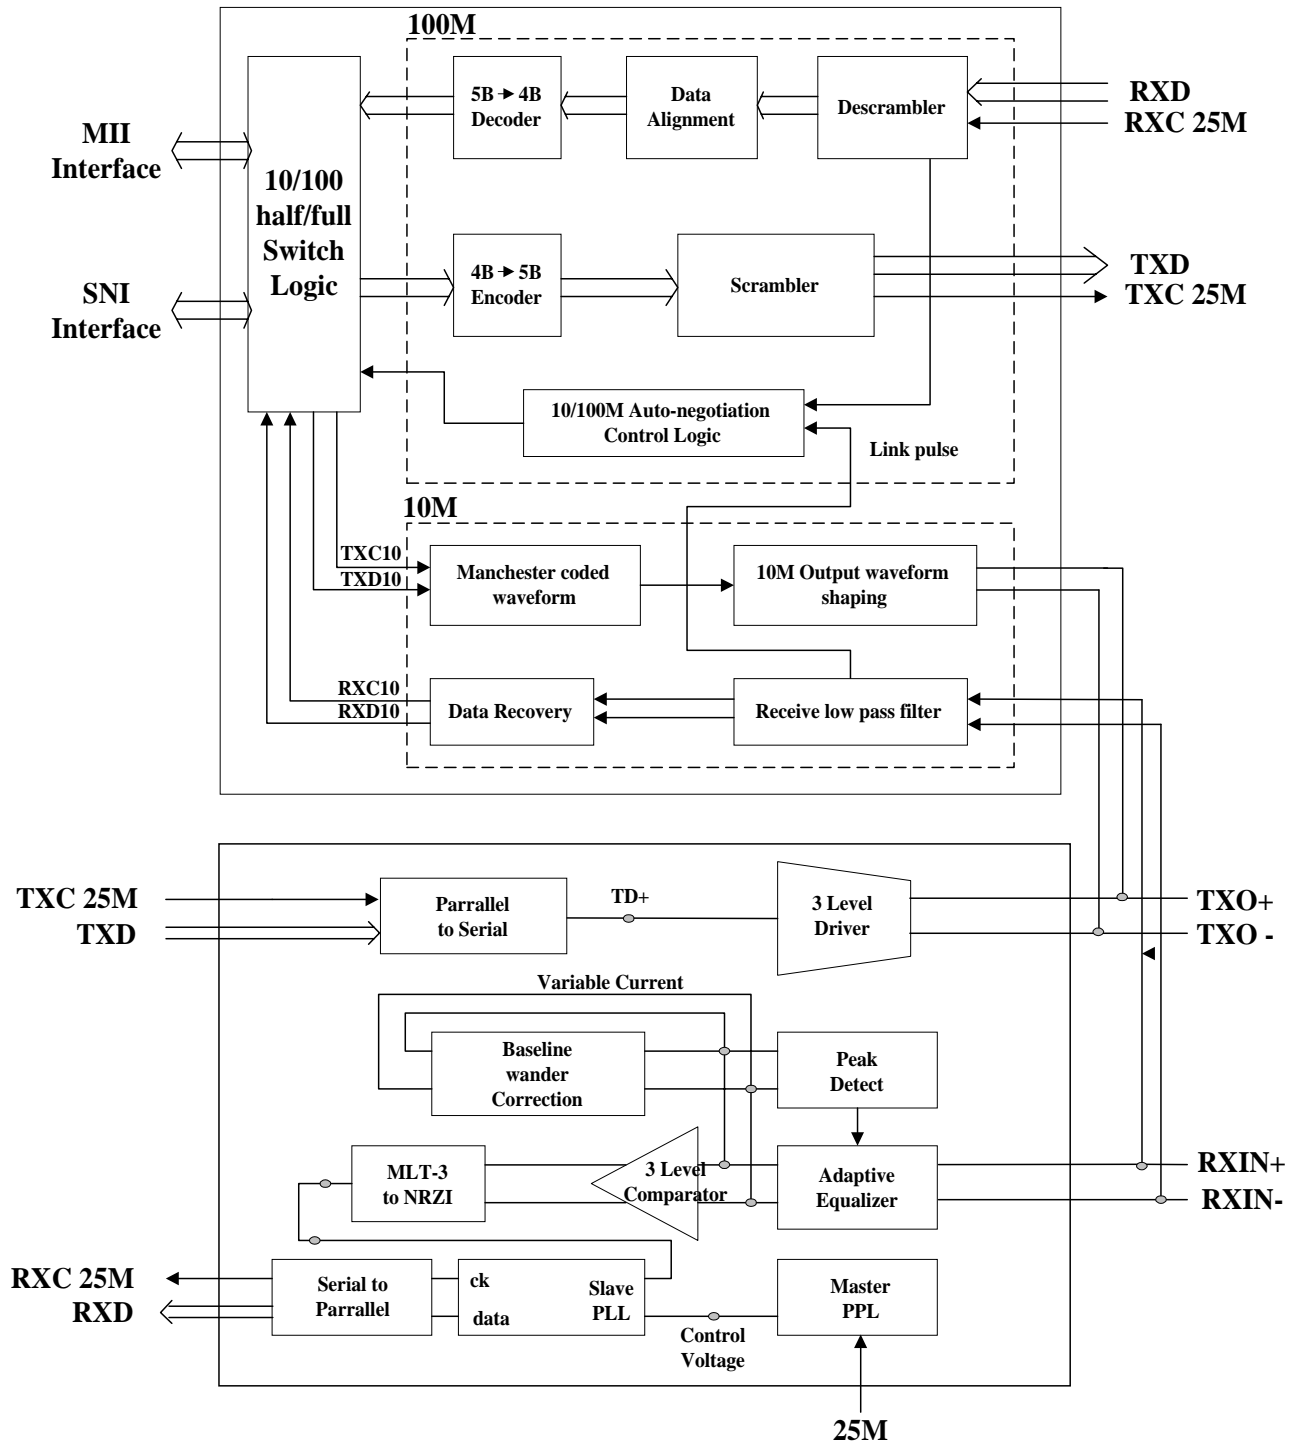 100M
5B → 4B
Decoder
Data
Alignment
Descrambler
RXD
RXC 25M
MII
Interface
10/100
half/full
Switch
Logic
4B → 5B
Encoder
Scrambler
TXD
TXC 25M
SNI
Interface
10/100M Auto-negotiation
Control Logic
Link pulse
10M
TXC10
TXD10
Manchester coded
waveform
10M Output waveform
shaping
RXC10
RXD10
Data Recovery
Receive low pass filter
TXC 25M
TXD
Parrallel
to Serial
TD+
3 Level
Driver
TXO+
TXO -
Variable Current
Baseline
wander
Correction
Peak
Detect
MLT-3
to NRZI
3 Level
Comparator
Adaptive
Equalizer
RXIN+
RXIN-
RXC 25M
RXD
Serial to
Parrallel
ck
data
Slave
PLL
Control
Voltage
Master
PPL
25M